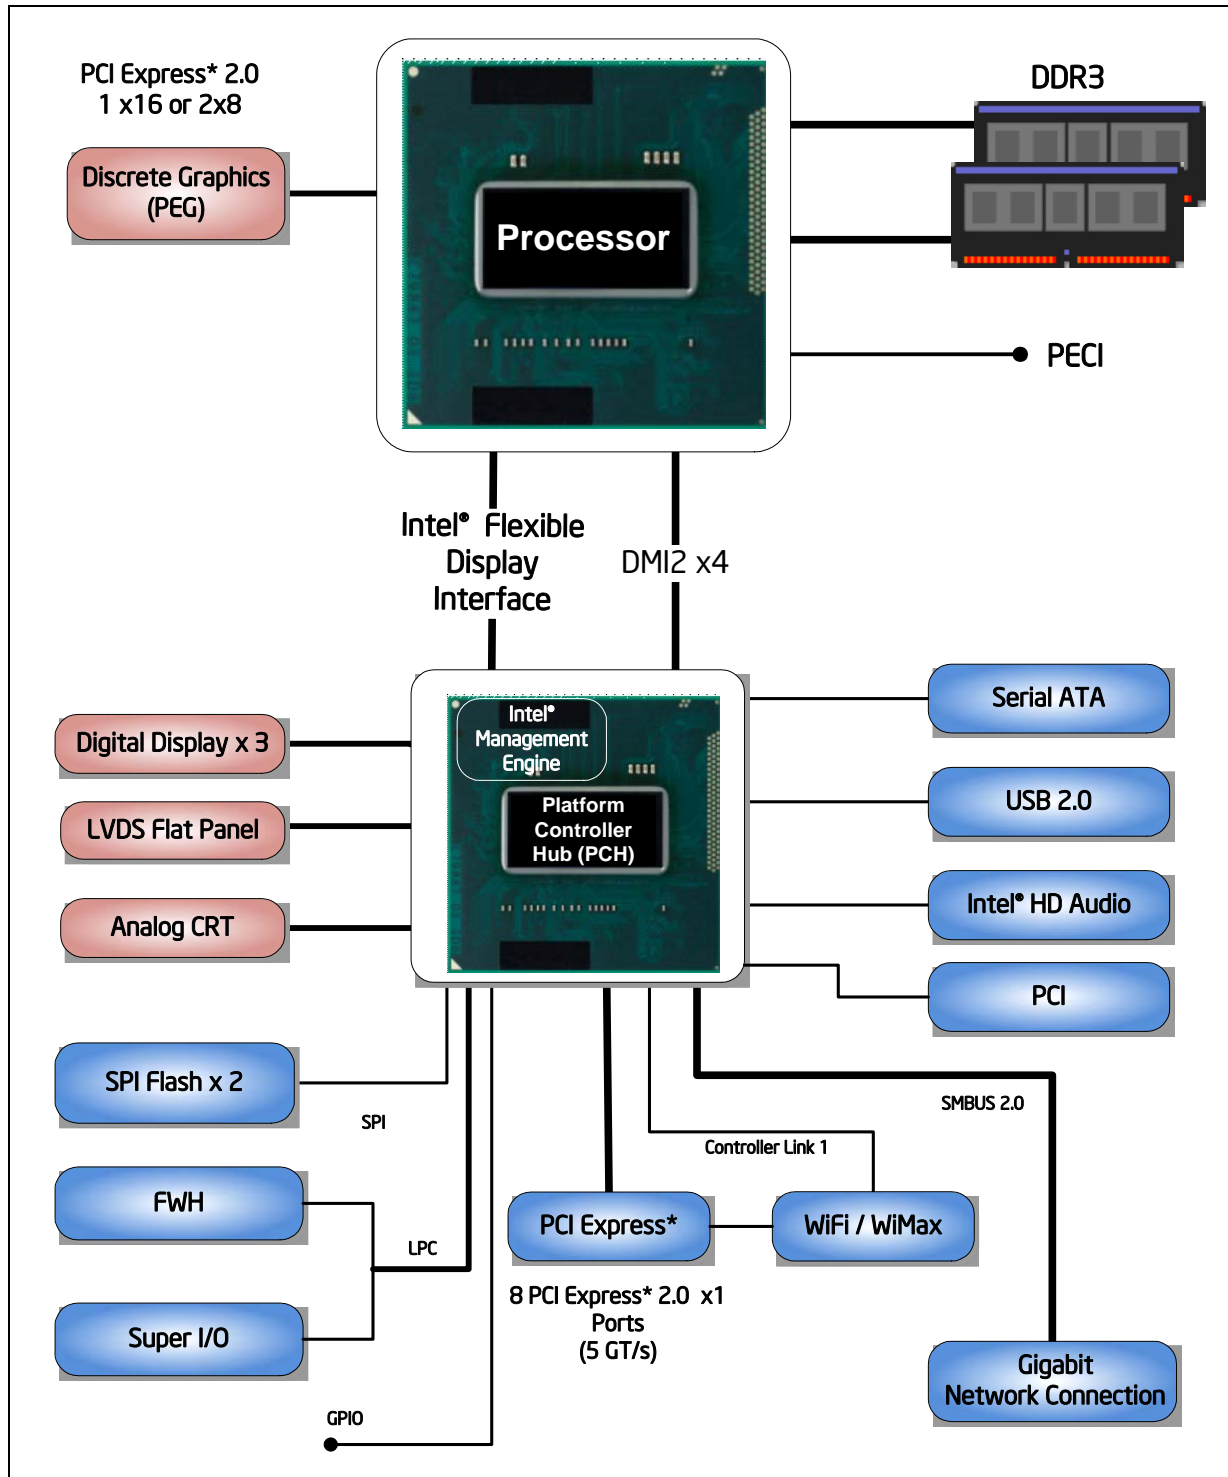 PCI Express* 2.0
1 x16 or 2x8
Discrete Graphics
(PEG)
Processor
DDR3
PECI
Intel® Flexible
Display
Interface
DMI2 x4
Intel®
Management
Engine
Platform
Controller
Hub (PCH)
Digital Display x 3
LVDS Flat Panel
Analog CRT
Serial ATA
USB 2.0
Intel® HD Audio
PCI
SPI Flash x 2
SPI
FWH
LPC
Super I/O
GPIO
SMBUS 2.0
Controller Link 1
PCI Express*
WiFi / WiMax
8 PCI Express* 2.0 x1
Ports
(5 GT/s)
Gigabit
Network Connection